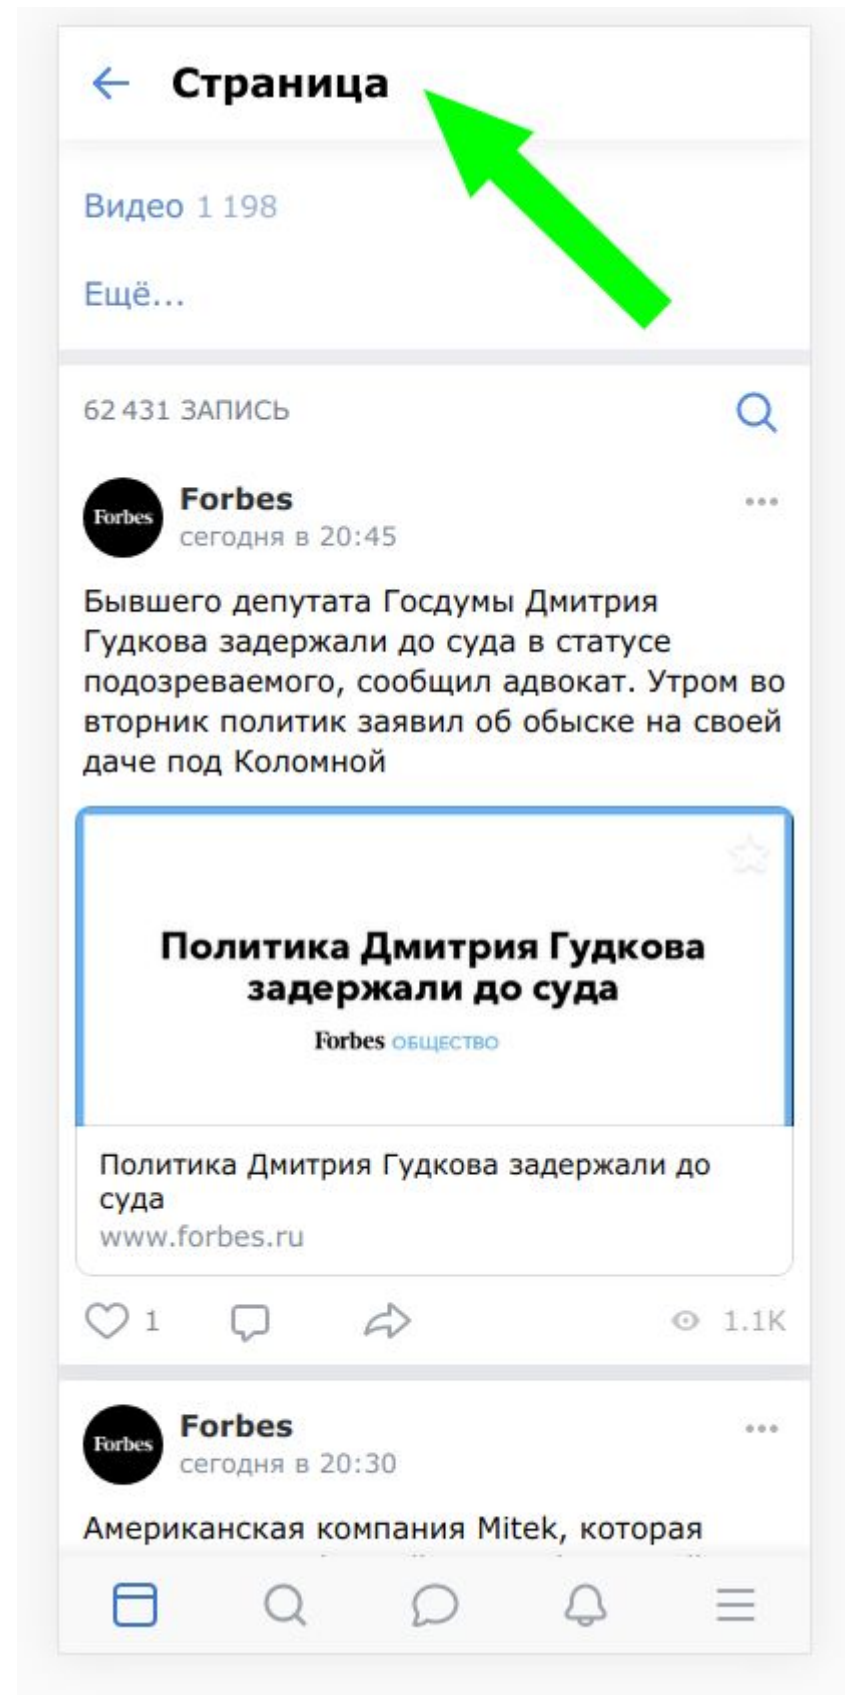 Страница
Видео 1 198
Ещё...
62 431 ЗАПИСЬ
Forbes
Forbes
сегодня в 20:45
Бывшего депутата Госдумы Дмитрия
Гудкова задержали до суда в статусе
подозреваемого, сообщил адвокат. Утром во
вторник политик заявил об обыске на своей
даче под Коломной
Политика Дмитрия Гудкова
задержали до суда
Forbes ОБЩЕСТВО
Политика Дмитрия Гудкова задержали до
суда
www.forbes.ru
1 1.1K
Forbes
Forbes
сегодня в 20:30
Американская компания Mitek, которая